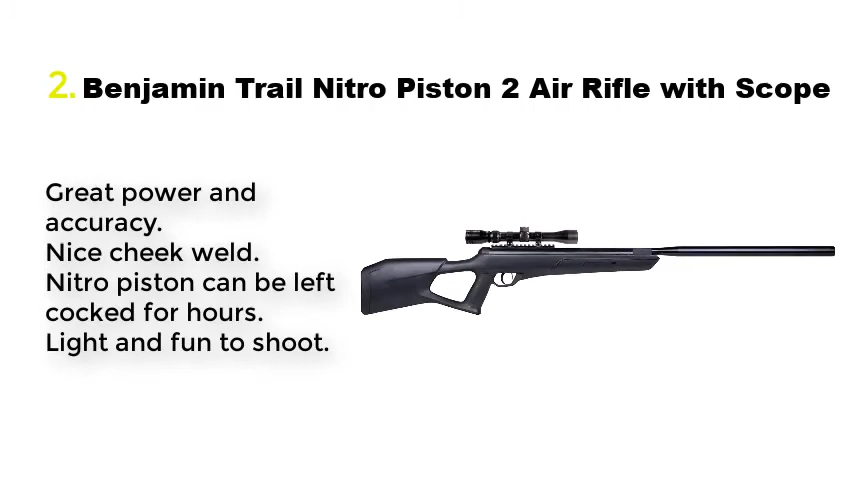 2. Benjamin Trail Nitro Piston 2 Air Rifle with Scope
Great power and
accuracy.
Nice cheek weld.
Nitro piston can be left
cocked for hours.
Light and fun to shoot.